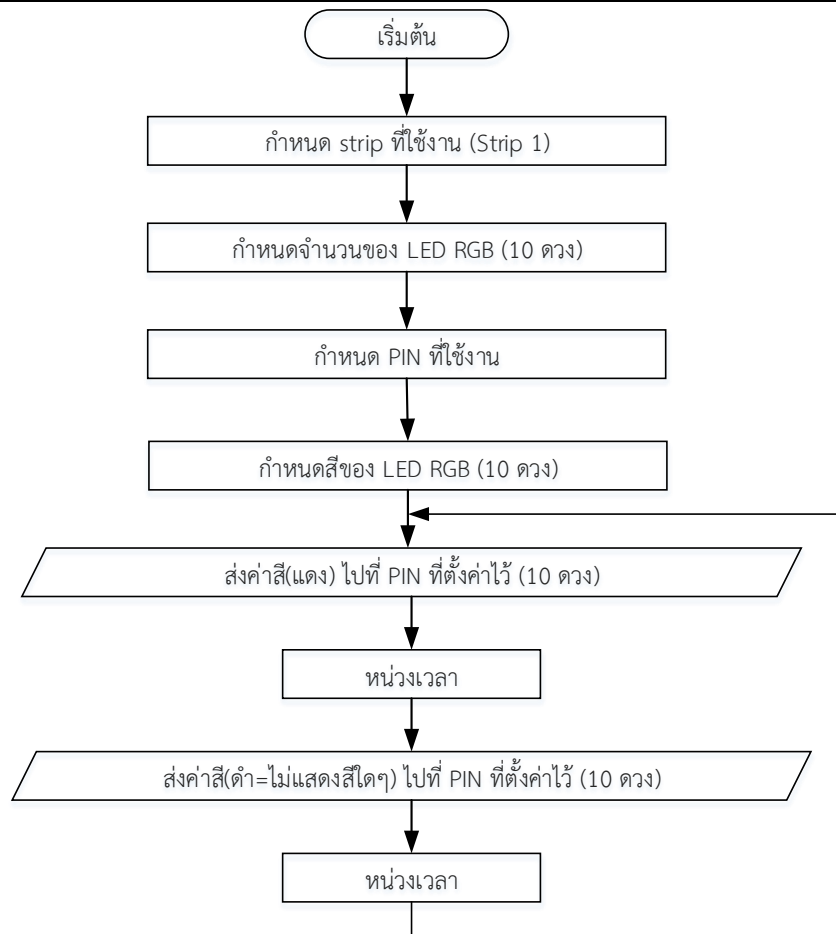 เริ่มต้น
กำหนด strip ที่ใช้งาน (Strip 1)
กำหนดจำนวนของ LED RGB (10 ดวง)
กำหนด PIN ที่ใช้งาน
กำหนดสีของ LED RGB (10 ดวง)
ส่งค่าสี(แดง) ไปที่ PIN ที่ตั้งค่าไว้ (10 ดวง)
หน่วงเวลา
ส่งค่าสี(ดำ=ไม่แสดงสีใดๆ) ไปที่ PIN ที่ตั้งค่าไว้ (10 ดวง)
หน่วงเวลา